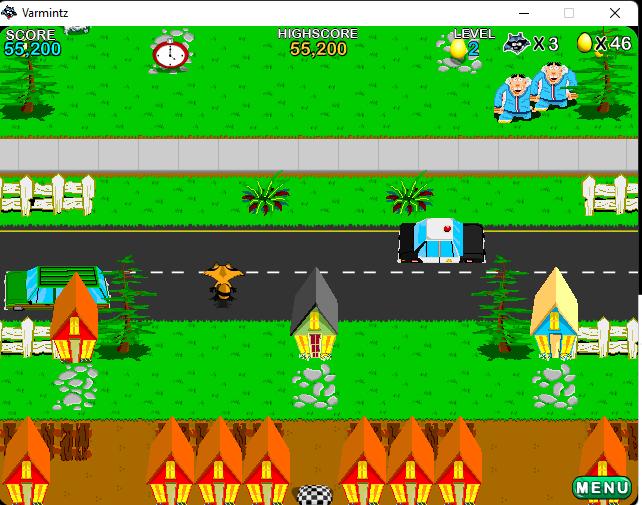 Varmintz
SCORE
55,200
HIGHSCORE
55,200
LEVEL
2
X 3
X 46
MENU